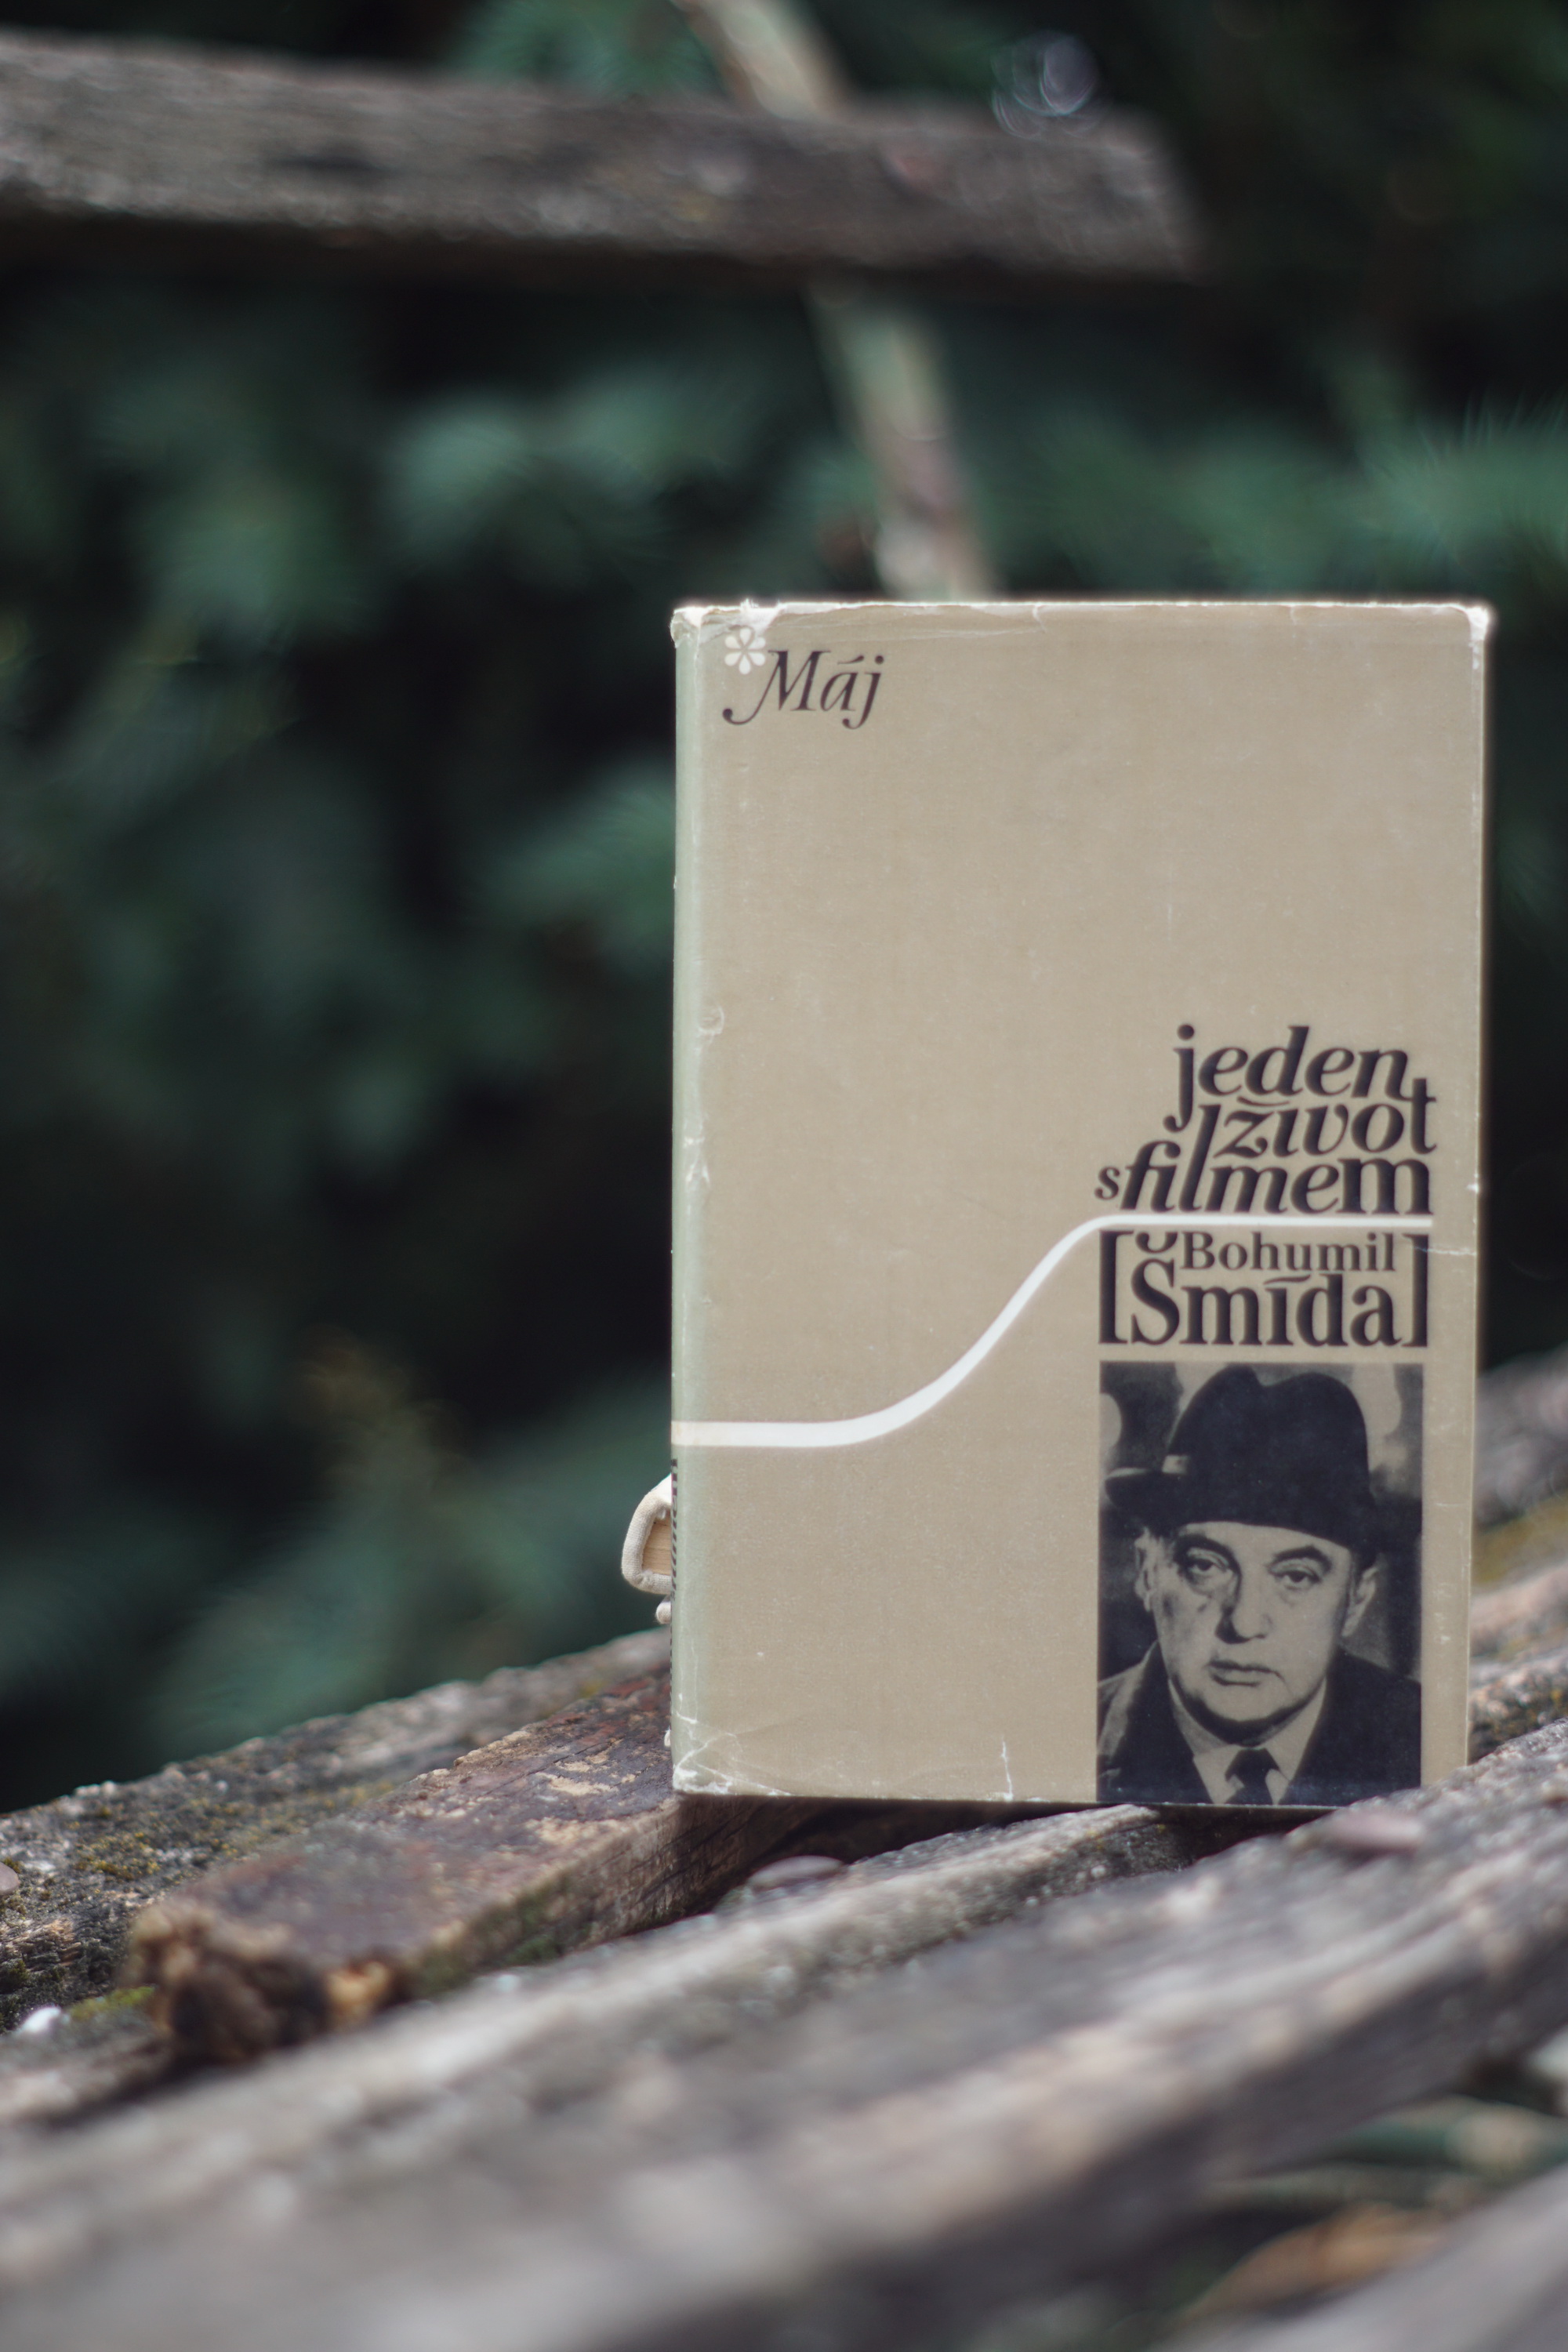 Máj
jeden
život
s filmem
[Bohumil
Šmída]